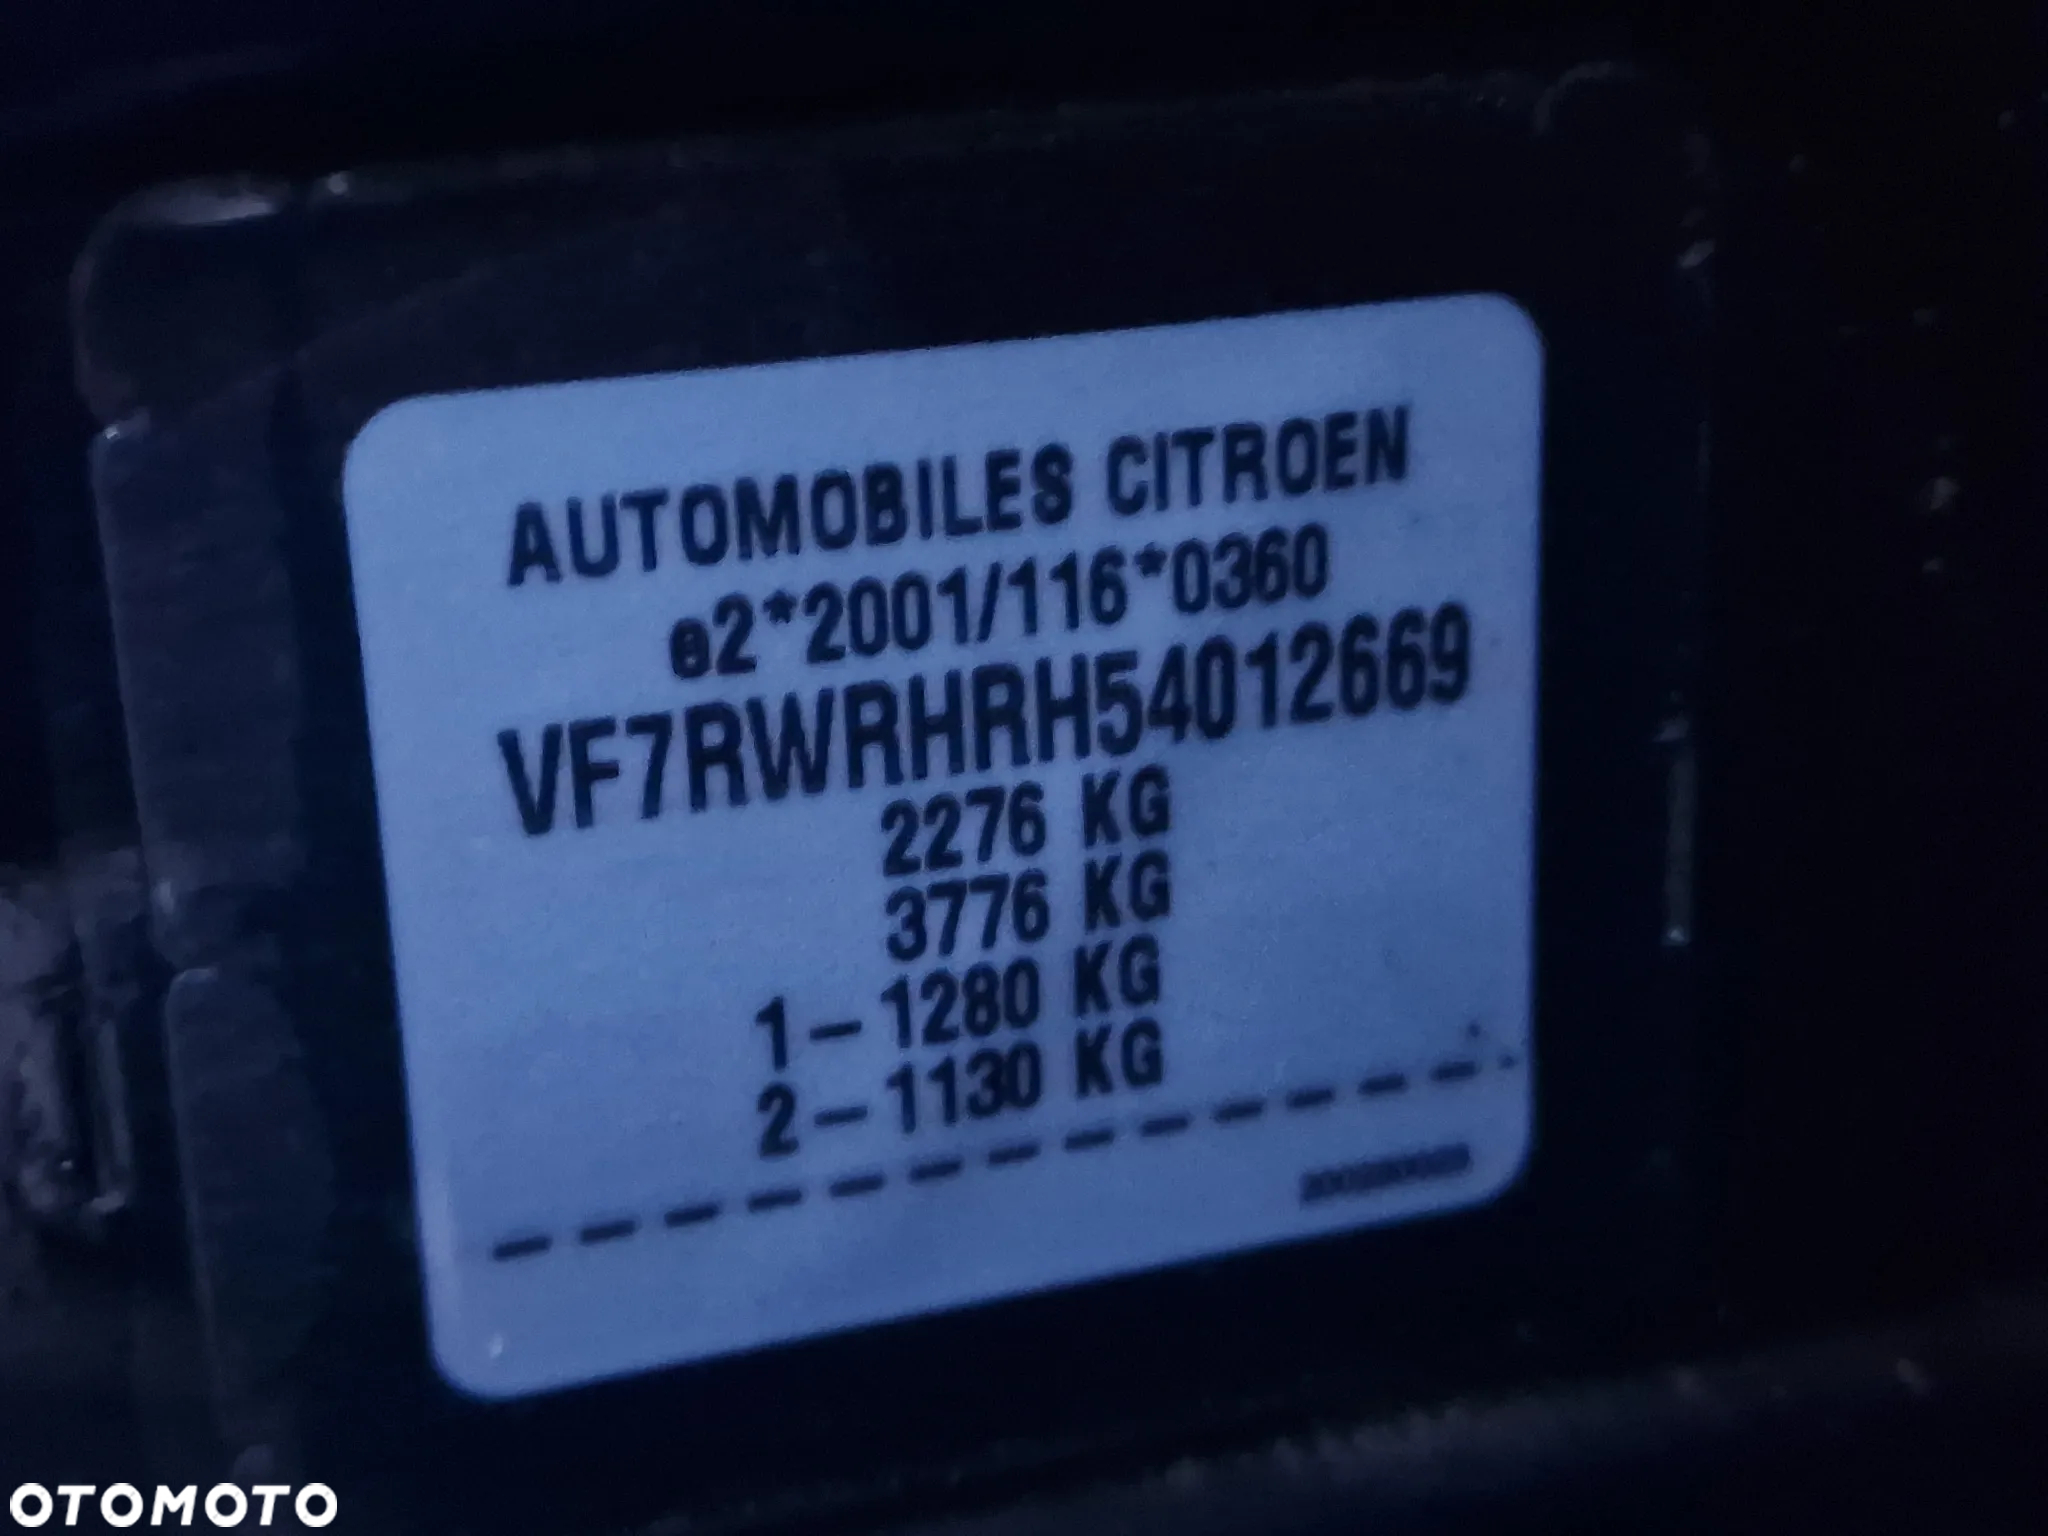 AUTOMOBILES CITROEN
e2*2001/116*0360
VF7RWRHRH54012669
2276 KG
3776 KG
1-1280 KG
2-1130 KG
OTOMOTO